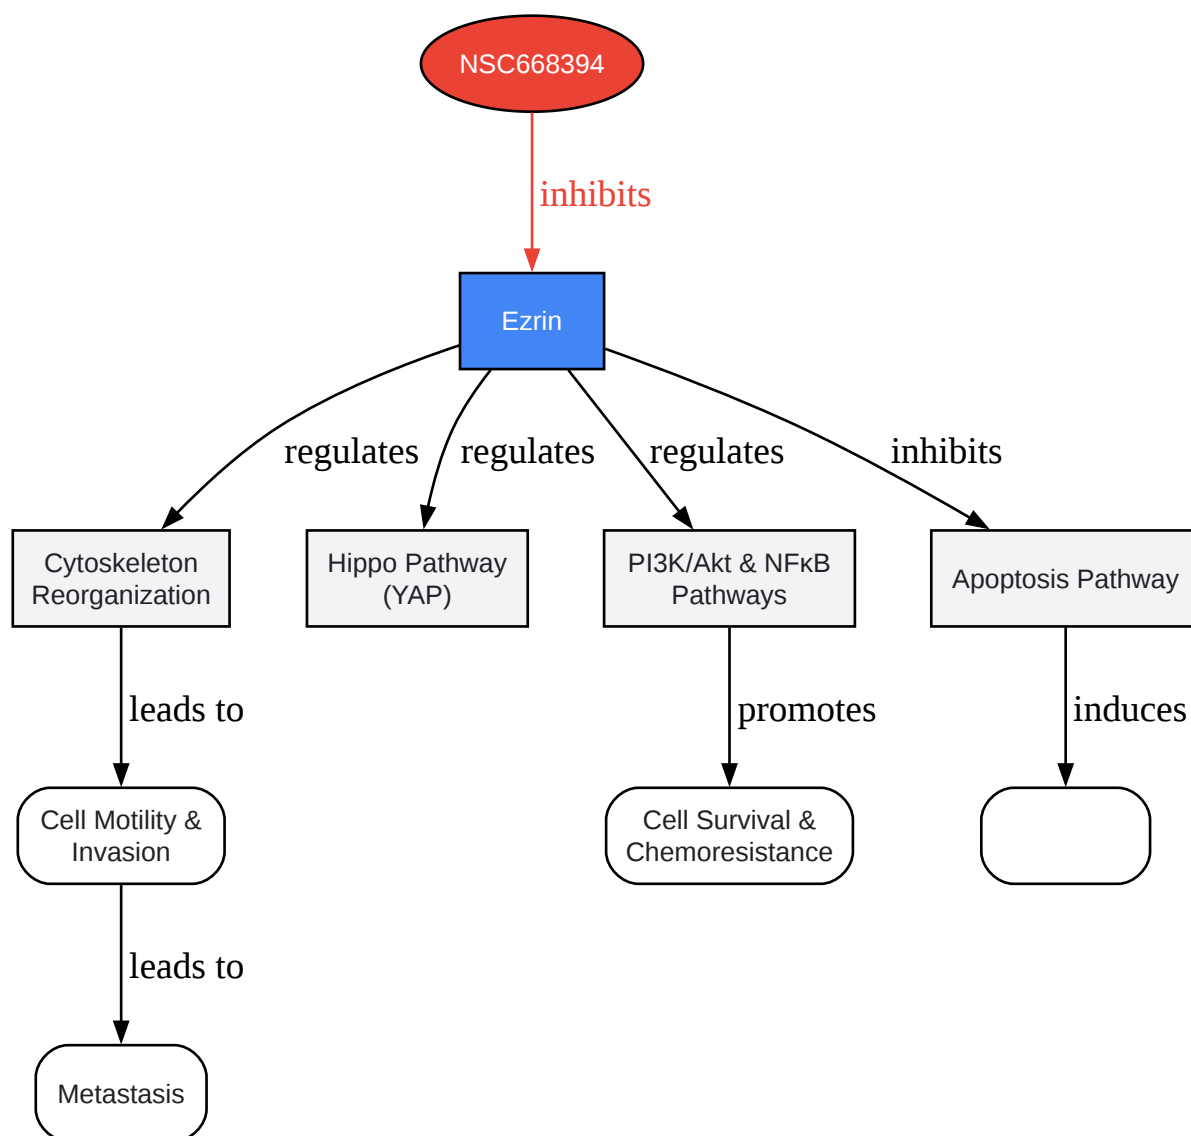 NSC668394
inhibits
Ezrin
regulates
regulates
regulates
inhibits
Cytoskeleton
Reorganization
Hippo Pathway
(YAP)
PI3K/Akt & NFκB
Pathways
Apoptosis Pathway
leads to
promotes
induces
Cell Motility &
Invasion
Cell Survival &
Chemoresistance
leads to
Metastasis